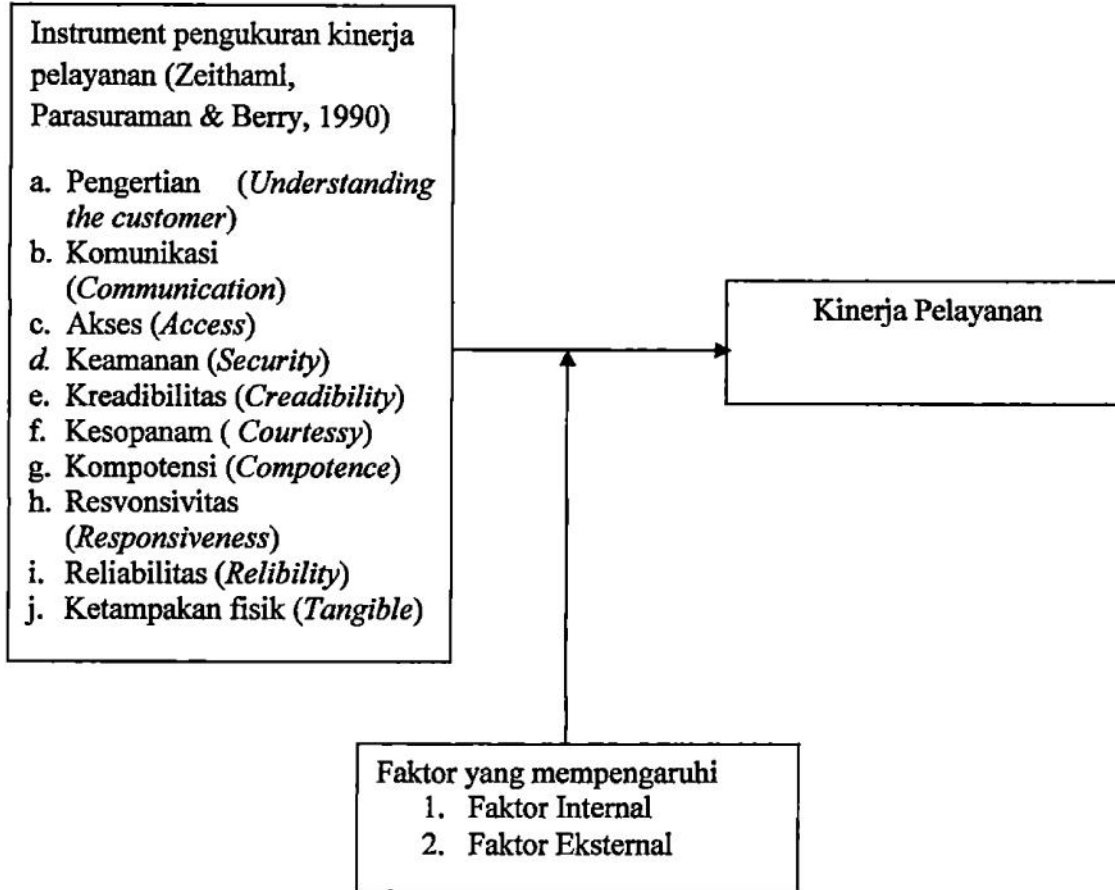 Instrument pengukuran kinerja
pelayanan (Zeithaml,
Parasuraman & Berry, 1990)
a. Pengertian (Understanding
the customer)
b. Komunikasi
(Communication)
c. Akses (Access)
d. Keamanan (Security)
e. Kreadibilitas (Creadibility)
f. Kesopanam ( Courtessy)
g. Kompotensi (Compotence)
h. Resvonsivitas
(Responsiveness)
i. Reliabilitas (Relibility)
j. Ketampakan fisik (Tangible)
Kinerja Pelayanan
Faktor yang mempengaruhi
1. Faktor Internal
2. Faktor Eksternal